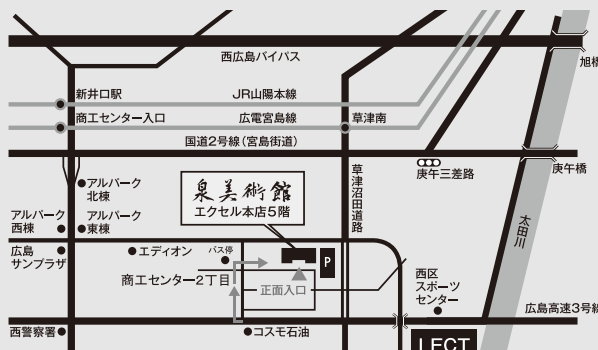 西広島バイパス
旭橋
新井口駅
JR山陽本線
商工センター入口
広電宮島線
草津南
国道2号線(宮島街道)
庚午橋
庚午三差路
アルパーク
北棟
泉美術館
エクセル本店5階
草津沼田道路
アルパーク
西棟
アルパーク
東棟
太田川
広島
サンプラザ
エディオン
バス停
P
商工センター2丁目
正面入口
西区
スポーツ
センター
広島高速3号線
西警察署
コスモ石油
LECT